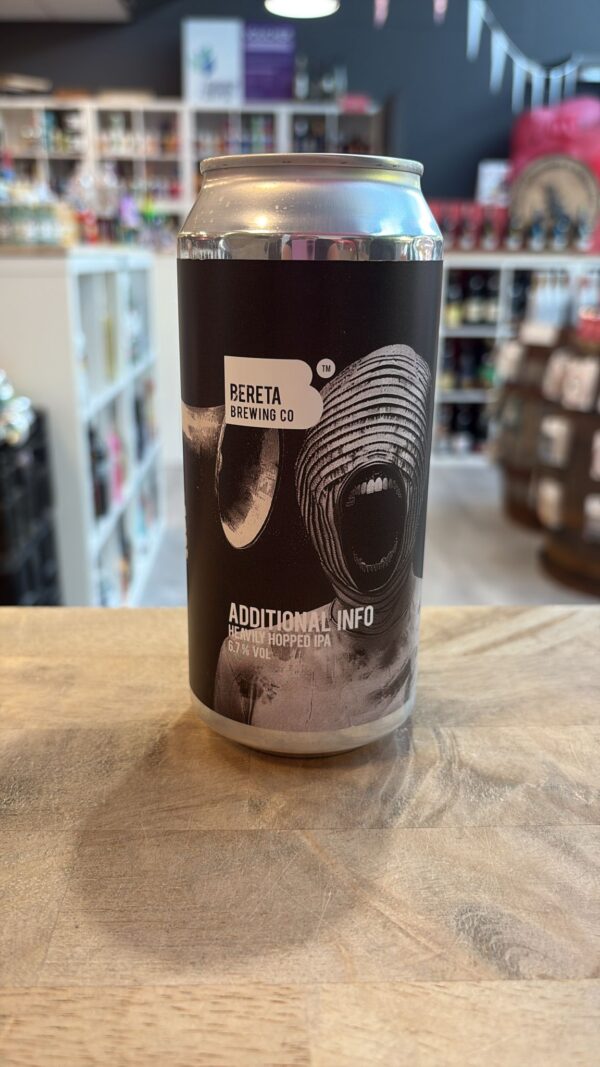 TM
BERETA
BREWING CO
ADDITIONAL INFO
HEAVILY HOPPED IPA
6.7% VOL